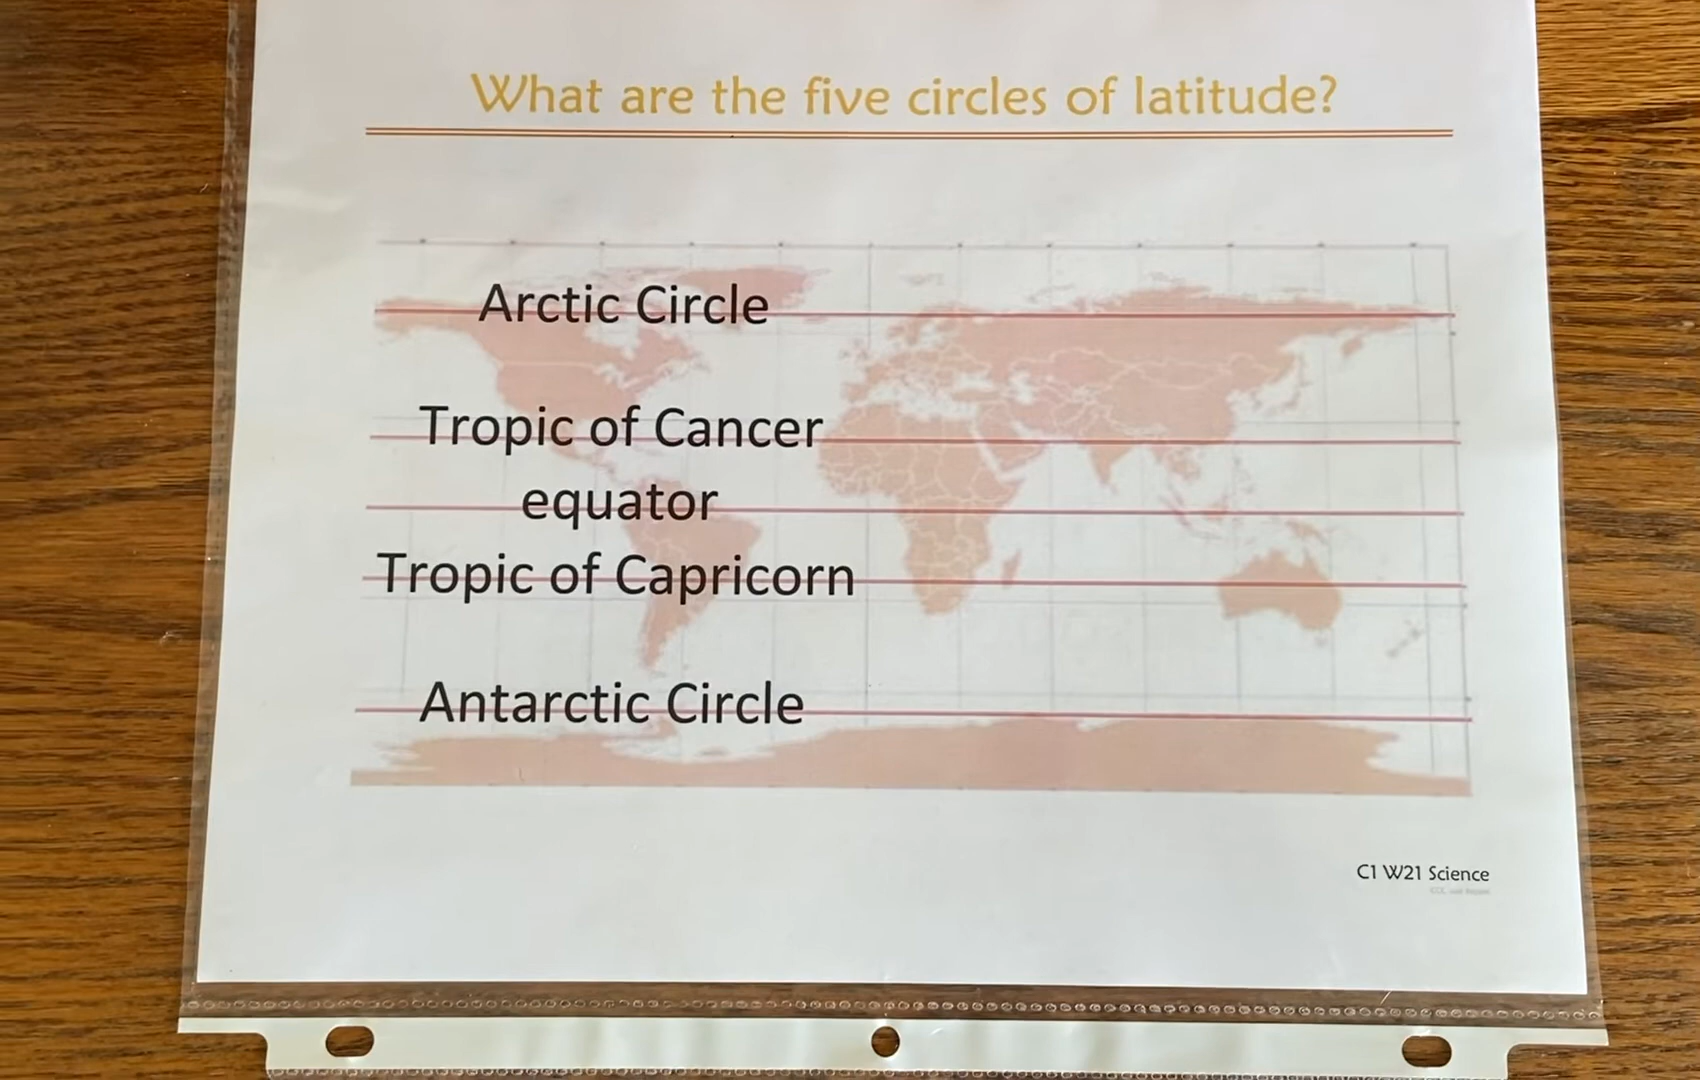 What are the five circles of latitude?
Arctic Circle
Tropic of Cancer
equator
Tropic of Capricorn
Antarctic Circle
C1 W21 Science